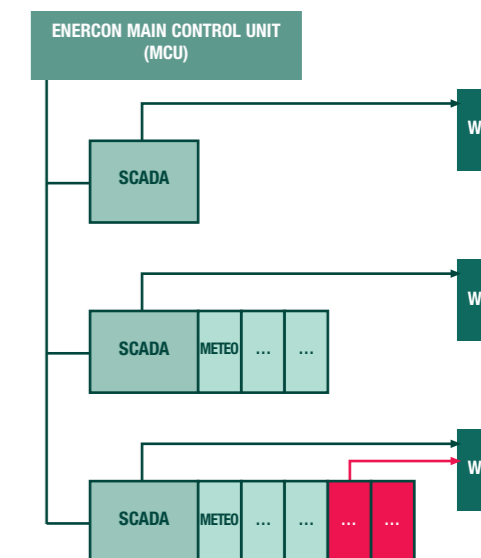 ENERCON MAIN CONTROL UNIT
(MCU)
W
SCADA
W
SCADA METEO ... ...
W
SCADA METEO ... ... ... ...